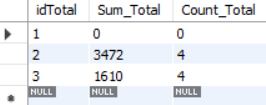 idTotal Sum_Total Count_Total
1 0 0
2 3472 4
3 1610 4
NULL NULL NULL